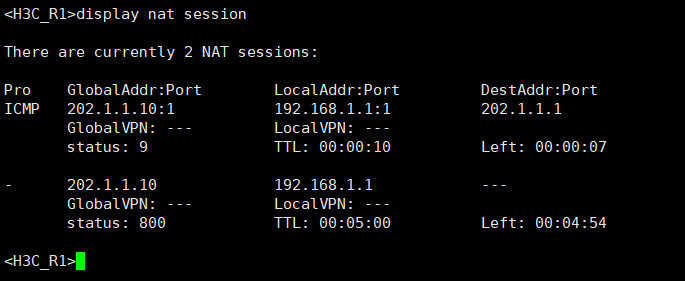 <H3C_R1>display nat session
There are currently 2 NAT sessions:
Pro GlobalAddr:Port LocalAddr:Port DestAddr:Port
ICMP 202.1.1.10:1 192.168.1.1:1 202.1.1.1
GlobalVPN: --- LocalVPN: ---
status: 9 TTL: 00:00:10 Left: 00:00:07
- 202.1.1.10 192.168.1.1 ---
GlobalVPN: --- LocalVPN: ---
status: 800 TTL: 00:05:00 Left: 00:04:54
<H3C_R1>